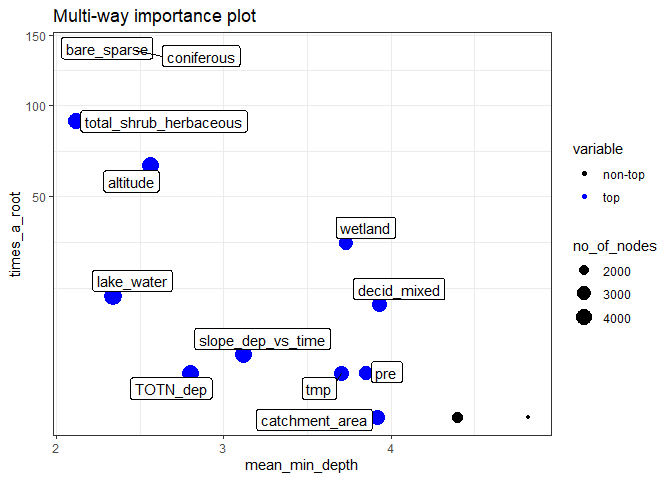 Multi-way importance plot
150
100
50
times_a_root
bare_sparse
coniferous
total_shrub_herbaceous
altitude
wetland
lake_water
decid_mixed
slope_dep_vs_time
TOTN_dep
tmp
pre
catchment_area
2
3
4
mean_min_depth
variable
non-top
top
no_of_nodes
2000
3000
4000